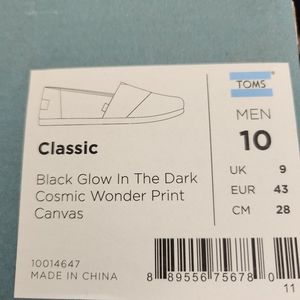 TOMS
MEN
10
Classic
Black Glow In The Dark
Cosmic Wonder Print
Canvas
UK 9
EUR 43
CM 28
10014647
MADE IN CHINA
8 89556 75678 0
11